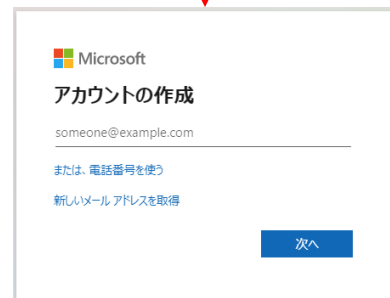 Microsoft
アカウントの作成
someone@example.com
または、電話番号を使う
新しいメール アドレスを取得
次へ